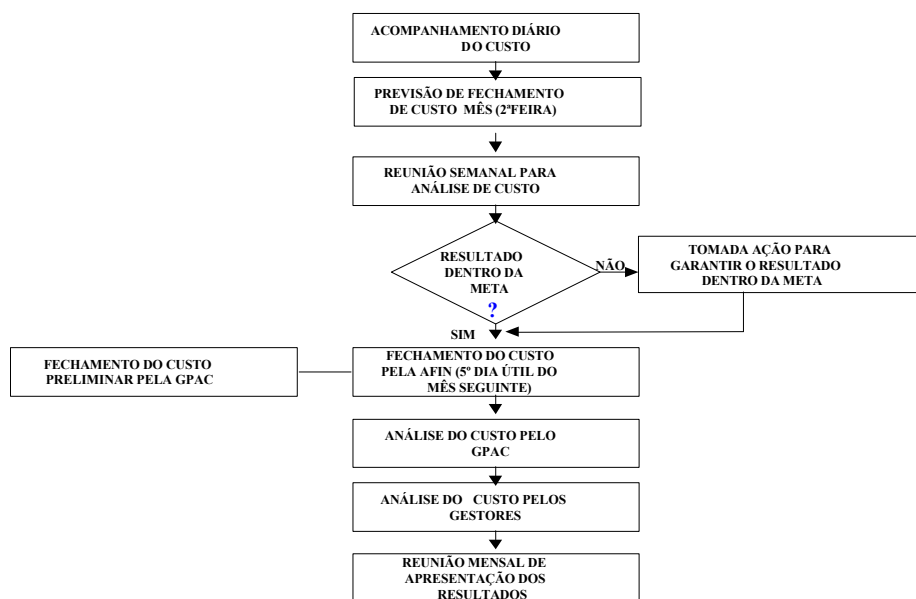 ACOMPANHAMENTO DIÁRIO
DO CUSTO
PREVISÃO DE FECHAMENTO
DE CUSTO MÊS (2ªFEIRA)
REUNIÃO SEMANAL PARA
ANÁLISE DE CUSTO
RESULTADO
DENTRO DA
META
?
NÃO
TOMADA AÇÃO PARA
GARANTIR O RESULTADO
DENTRO DA META
SIM
FECHAMENTO DO CUSTO
PRELIMINAR PELA GPAC
FECHAMENTO DO CUSTO
PELA AFIN (5º DIA ÚTIL DO
MÊS SEGUINTE)
ANÁLISE DO CUSTO PELO
GPAC
ANÁLISE DO CUSTO PELOS
GESTORES
REUNIÃO MENSAL DE
APRESENTAÇÃO DOS
RESULTADOS